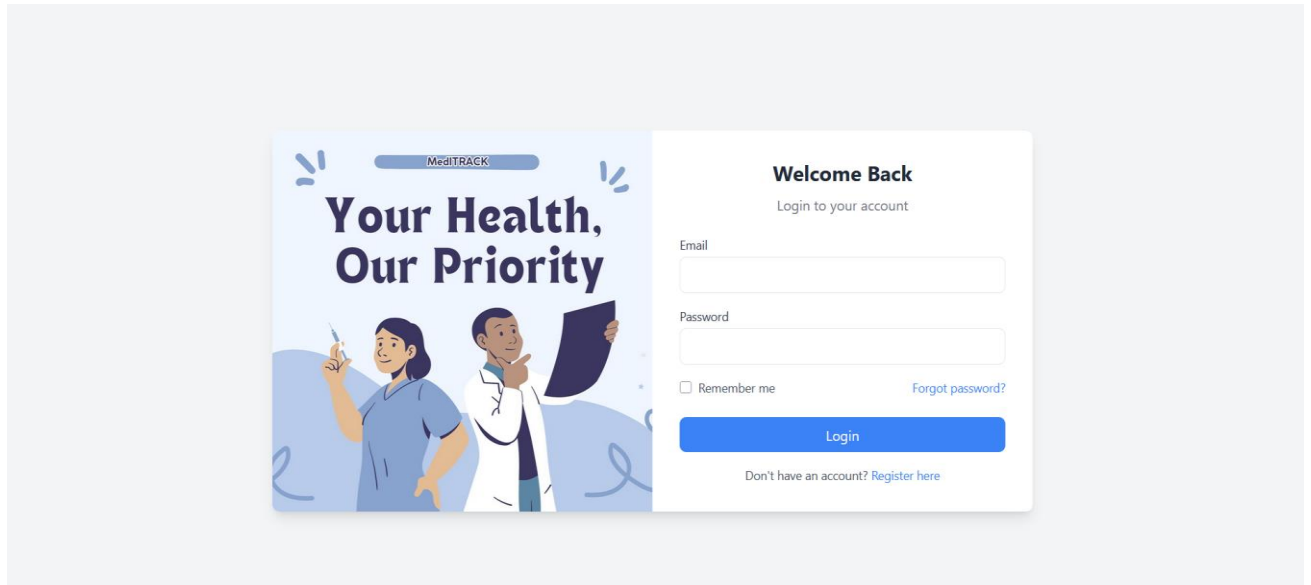 MedITRACK
Your Health,
Our Priority
Welcome Back
Login to your account
Email
Password
Remember me
Forgot password?
Login
Don't have an account? Register here